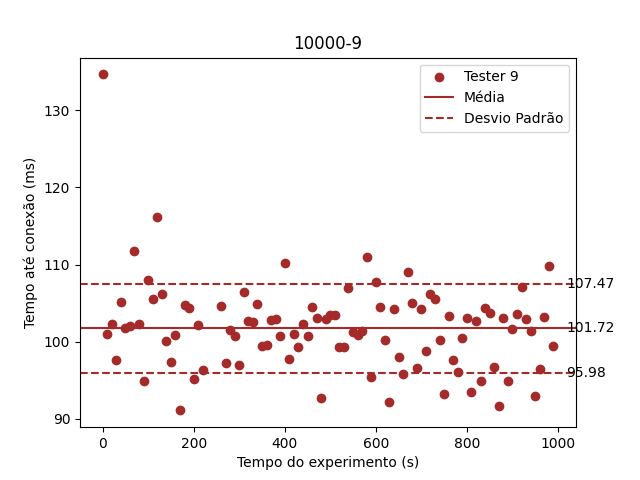 10000-9
Tester 9
Média
Desvio Padrão
Tempo até conexão (ms)
130
120
110
100
90
107.47
101.72
95.98
0 200 400 600 800 1000
Tempo do experimento (s)